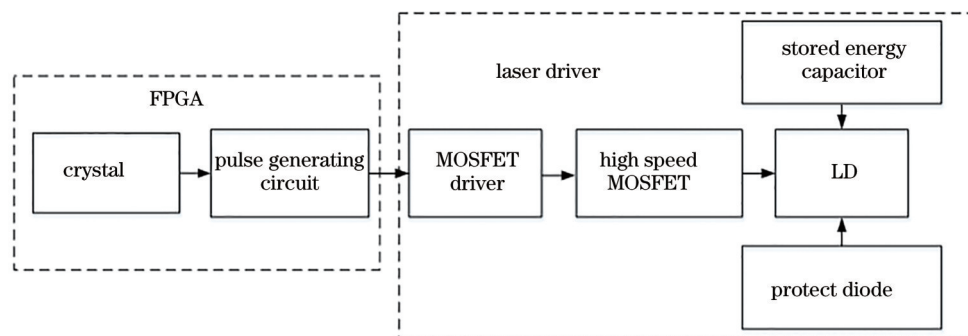 FPGA
crystal
pulse generating
circuit
laser driver
MOSFET
driver
high speed
MOSFET
stored energy
capacitor
LD
protect diode